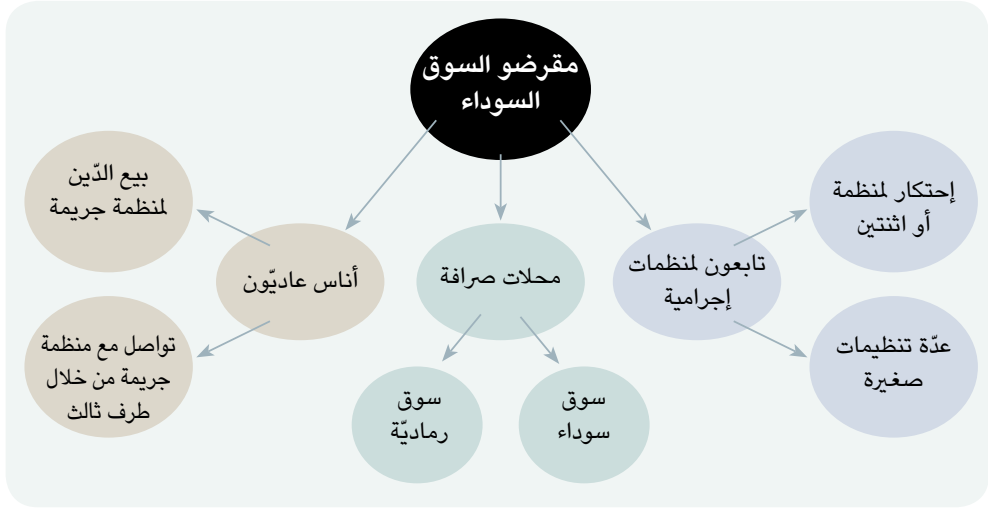 مقرضو السوق
السوداء
تابعون لمنظمات
إجرامية
إحتكار لمنظمة
أو اثنتين
عدّة تنظيمات
صغيرة
محلات صرافة
سوق
سوداء
سوق
رماديّة
أناس عاديّون
بيع الدّين
لمنظمة جريمة
تواصل مع منظمة
جريمة من خلال
طرف ثالث